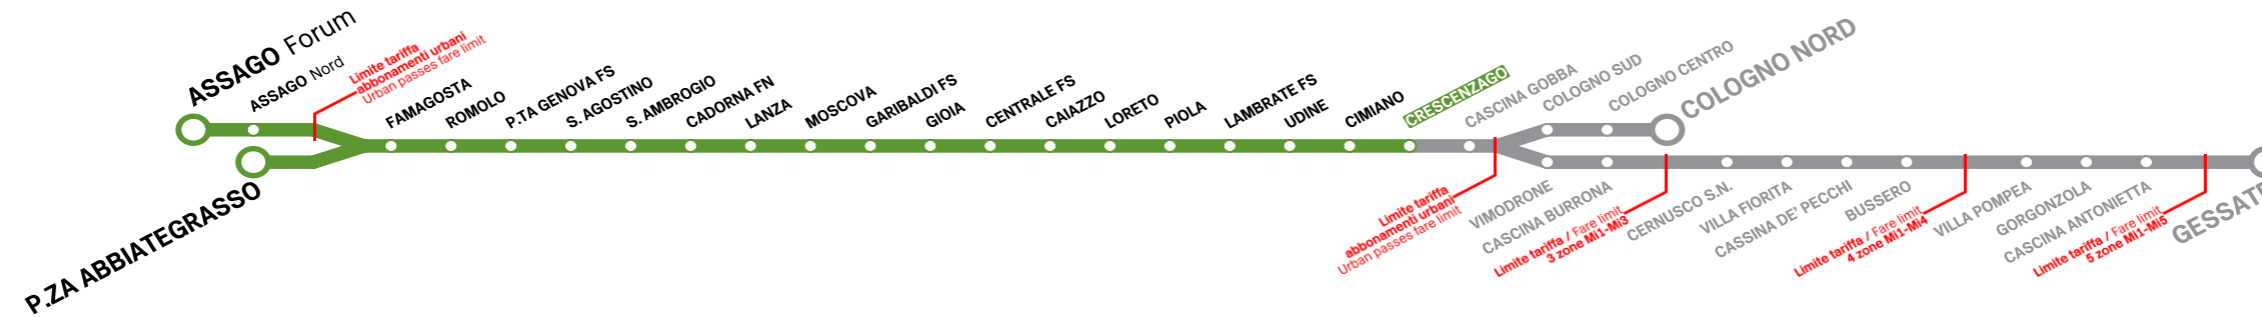 ASSAGO Forum
ASSAGO Nord
Limite tariffa
abbonamenti urbani
Urban passes fare limit
P.ZA ABBIATEGRASSO
FAMAGOSTA
ROMOLO
P.TA GENOVA FS
S. AGOSTINO
S. AMBROGIO
CADORNA FN
LANZA
MOSCOVA
GARIBALDI FS
GIOIA
CENTRALE FS
CAIAZZO
LORETO
PIOLA
LAMBRATE FS
UDINE
CIMIANO
CRESCENZAGO
CASCINA GOBBA
COLOGNO SUD
COLOGNO CENTRO
COLOGNO NORD
Limite tariffa
abbonamenti urbani
Urban passes fare limit
VIMODRONE
CASCINA BURRONA
Limite tariffa / Fare limit
3 zone Mi1-Mi3
CERNUSCO S.N.
VILLA FIORITA
CASSINA DE' PECCHI
BUSSERO
Limite tariffa / Fare limit
4 zone Mi1-Mi4
VILLA POMPEA
GORGONZOLA
CASCINA ANTONIETTA
Limite tariffa / Fare limit
5 zone Mi1-Mi5
GESSATE